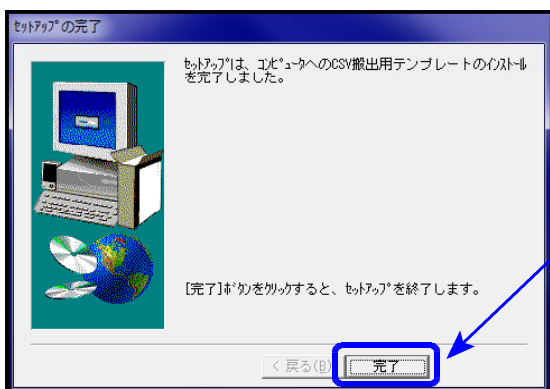 ｾｯﾄｱｯﾌﾟの完了
ｾｯﾄｱｯﾌﾟは、ｺﾝﾋﾟｭｰﾀへのCSV搬出用テンプレートのｲﾝｽﾄｰﾙ
を完了しました。
[完了]ﾎﾞﾀﾝをｸﾘｯｸすると、ｾｯﾄｱｯﾌﾟを終了します。
< 戻る(B)
完了